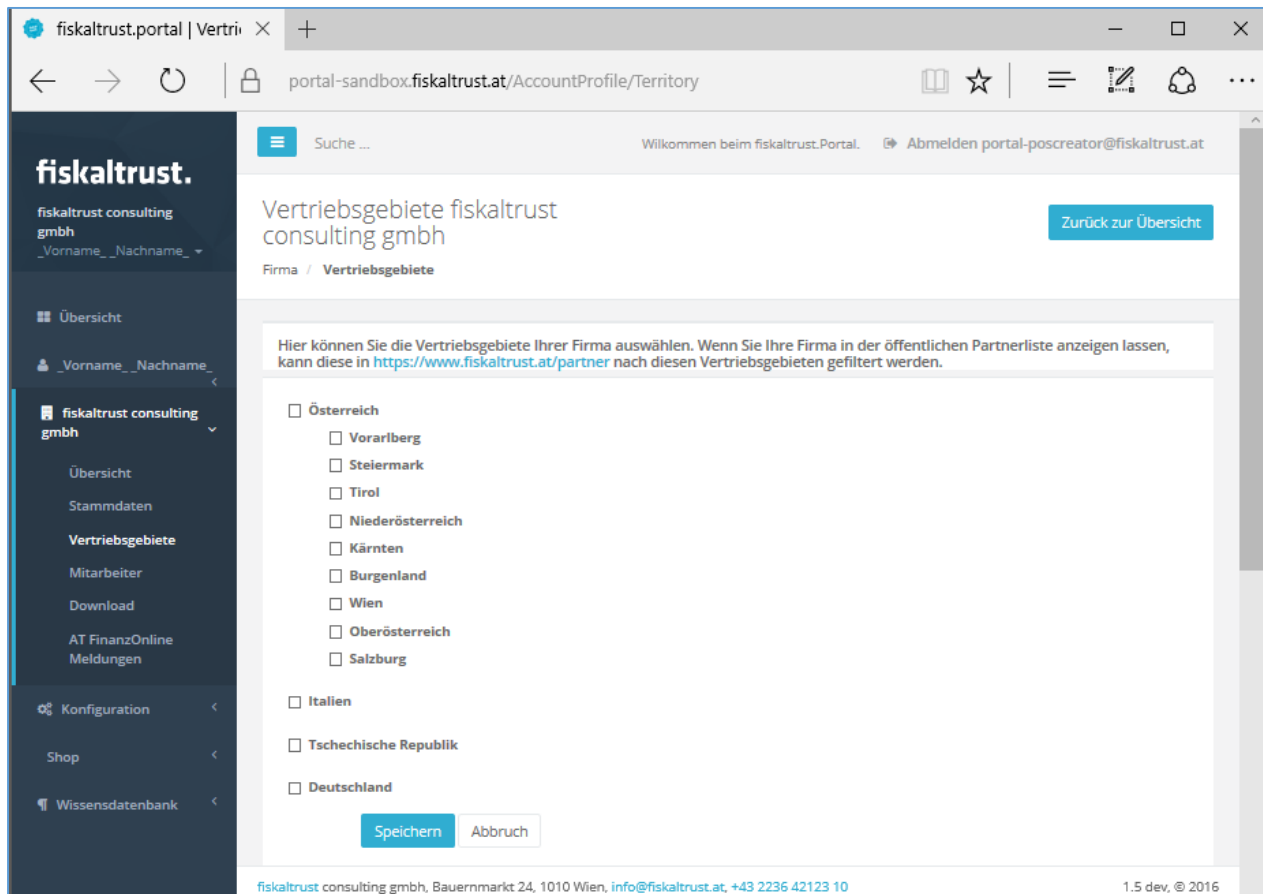 fiskaltrust.portal | Vertri
portal-sandbox.fiskaltrust.at/AccountProfile/Territory
fiskaltrust.
fiskaltrust consulting
gmbh
_Vorname_ _Nachname_
Übersicht
_Vorname_ _Nachname_
fiskaltrust consulting
gmbh
Übersicht
Stammdaten
Vertriebsgebiete
Mitarbeiter
Download
AT FinanzOnline
Meldungen
Konfiguration
Shop
Wissensdatenbank
Suche ...
Wilkommen beim fiskaltrust.Portal.
Abmelden portal-poscreator@fiskaltrust.at
Vertriebsgebiete fiskaltrust
consulting gmbh
Zurück zur Übersicht
Firma / Vertriebsgebiete
Hier können Sie die Vertriebsgebiete Ihrer Firma auswählen. Wenn Sie Ihre Firma in der öffentlichen Partnerliste anzeigen lassen,
kann diese in https://www.fiskaltrust.at/partner nach diesen Vertriebsgebieten gefiltert werden.
Österreich
Vorarlberg
Steiermark
Tirol
Niederösterreich
Kärnten
Burgenland
Wien
Oberösterreich
Salzburg
Italien
Tschechische Republik
Deutschland
Speichern
Abbruch
fiskaltrust consulting gmbh, Bauernmarkt 24, 1010 Wien, info@fiskaltrust.at, +43 2236 42123 10
1.5 dev, © 2016